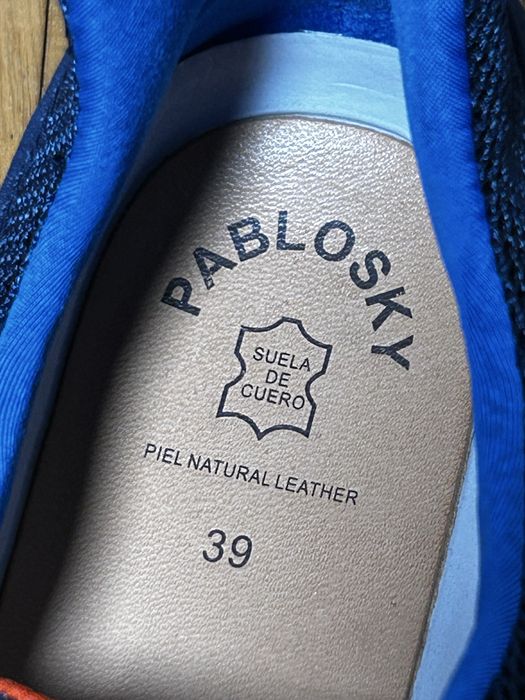 PABLOSKY
SUELA
DE
CUERO
PIEL NATURAL LEATHER
39